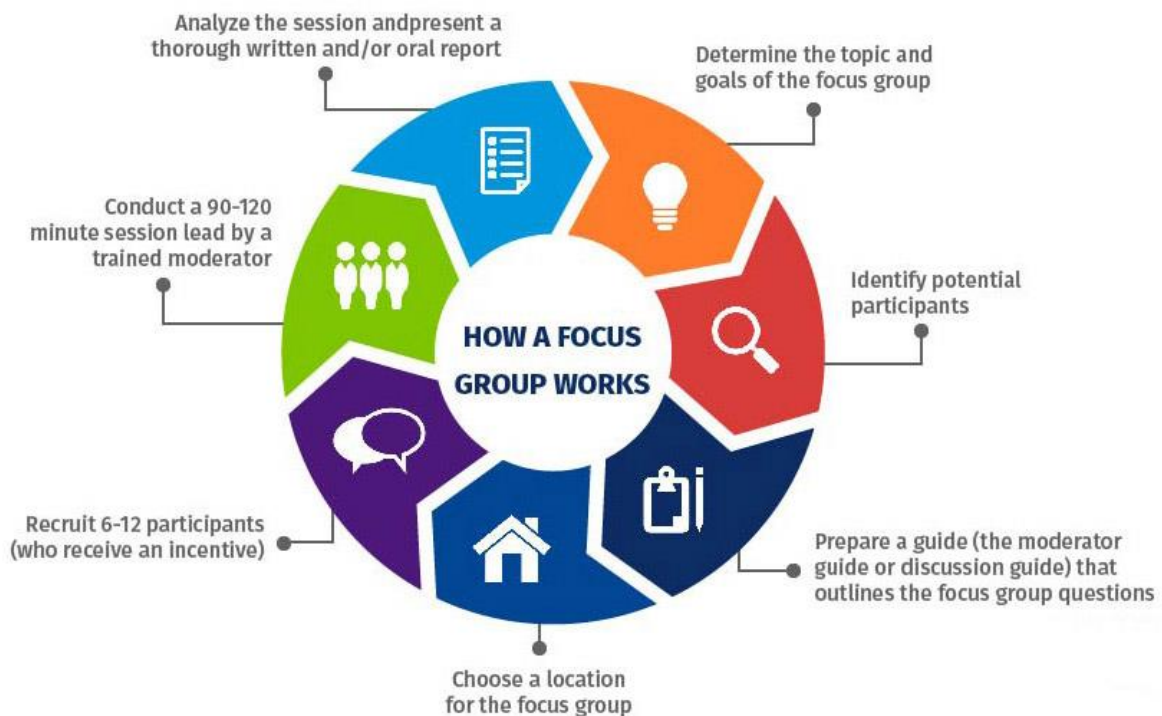 Analyze the session andpresent a
thorough written and/or oral report
Determine the topic and
goals of the focus group
Identify potential
participants
Prepare a guide (the moderator
guide or discussion guide) that
outlines the focus group questions
Choose a location
for the focus group
Recruit 6-12 participants
(who receive an incentive)
Conduct a 90-120
minute session lead by a
trained moderator
HOW A FOCUS
GROUP WORKS